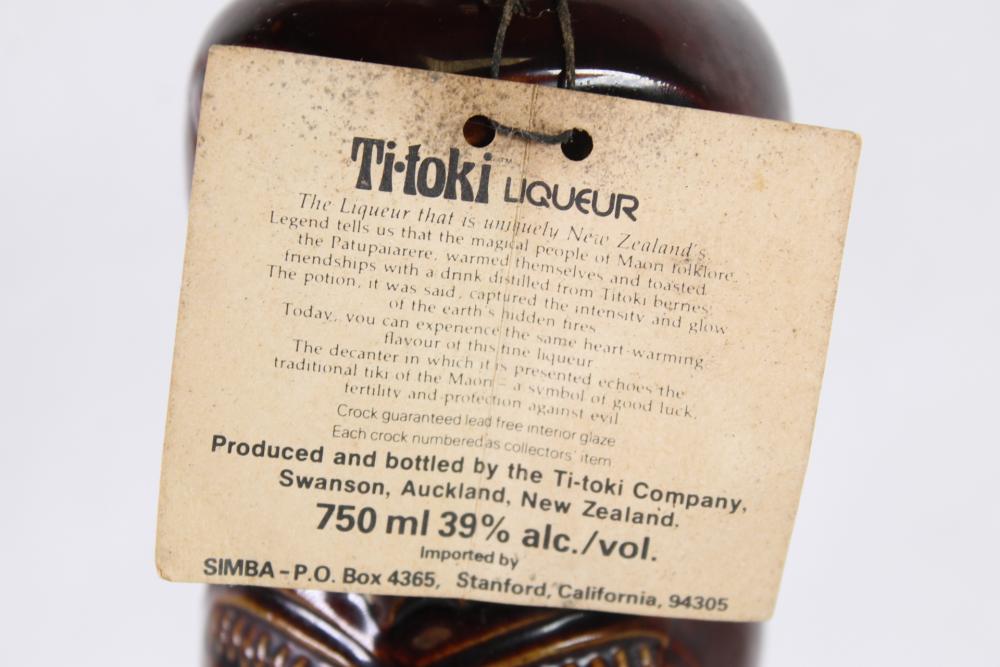 Ti·toki™ LIQUEUR
The Liqueur that is uniquely New Zealand's
Legend tells us that the magical people of Maori folklore,
the Patupaiarere, warmed themselves and toasted
friendships with a drink distilled from Titoki berries.
The potion, it was said, captured the intensity and glow
of the earth's hidden fires.
Today, you can experience the same heart-warming
flavour of this fine liqueur
The decanter in which it is presented echoes the
traditional tiki of the Maori – a symbol of good luck,
fertility and protection against evil
Crock guaranteed lead free interior glaze
Each crock numbered as collectors' item
Produced and bottled by the Ti-toki Company,
Swanson, Auckland, New Zealand.
750 ml 39% alc./vol.
Imported by
SIMBA – P.O. Box 4365, Stanford, California, 94305